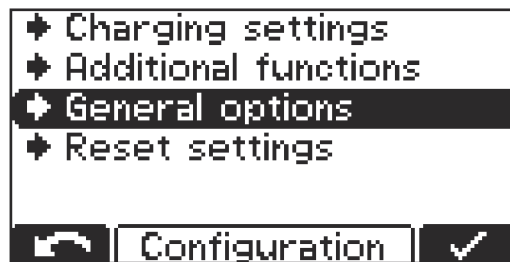 Charging settings
Additional functions
General options
Reset settings
Configuration